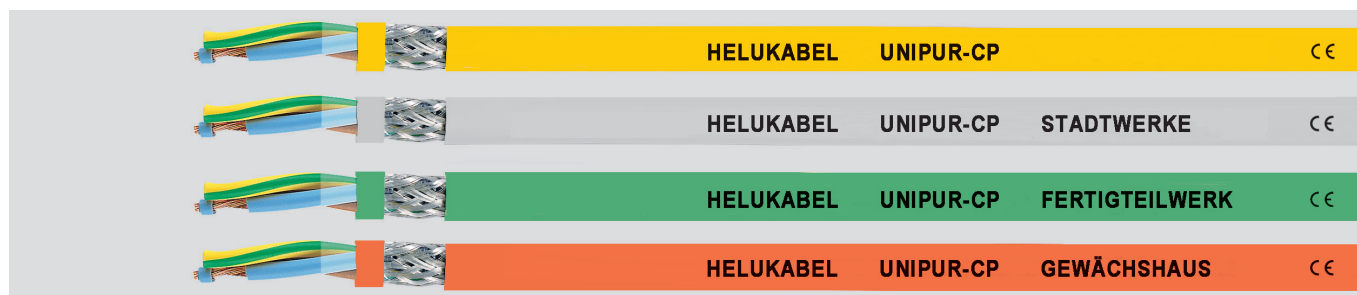 HELUKABEL UNIPUR-CP CE
HELUKABEL UNIPUR-CP STADTWERKE CE
HELUKABEL UNIPUR-CP FERTIGTEILWERK CE
HELUKABEL UNIPUR-CP GEWÄCHSHAUS CE